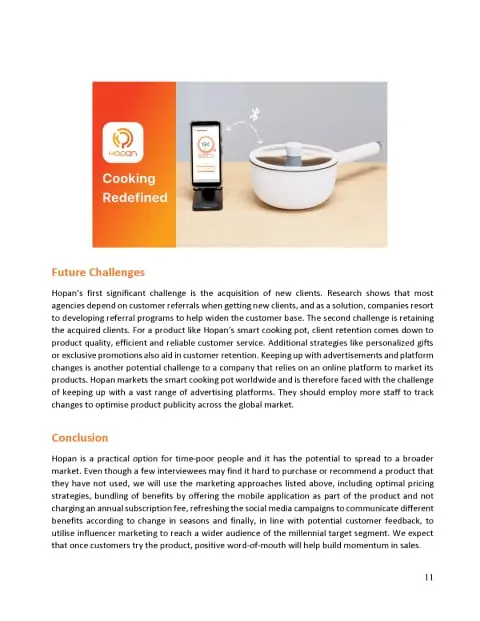 Hopan
Cooking
Redefined
Future Challenges
Hopan's first significant challenge is the acquisition of new clients. Research shows that most
agencies depend on customer referrals when getting new clients, and as a solution, companies resort
to developing referral programs to help widen the customer base. The second challenge is retaining
the acquired clients. For a product like Hopan's smart cooking pot, client retention comes down to
product quality, efficient and reliable customer service. Additional strategies like personalized gifts
or exclusive promotions also aid in customer retention. Keeping up with advertisements and platform
changes is another potential challenge to a company that relies on an online platform to market its
products. Hopan markets the smart cooking pot worldwide and is therefore faced with the challenge
of keeping up with a vast range of advertising platforms. They should employ more staff to track
changes to optimise product publicity across the global market.
Conclusion
Hopan is a practical option for time-poor people and it has the potential to spread to a broader
market. Even though a few interviewees may find it hard to purchase or recommend a product that
they have not used, we will use the marketing approaches listed above, including optimal pricing
strategies, bundling of benefits by offering the mobile application as part of the product and not
charging an annual subscription fee, refreshing the social media campaigns to communicate different
benefits according to change in seasons and finally, in line with potential customer feedback, to
utilise influencer marketing to reach a wider audience of the millennial target segment. We expect
that once customers try the product, positive word-of-mouth will help build momentum in sales.
11